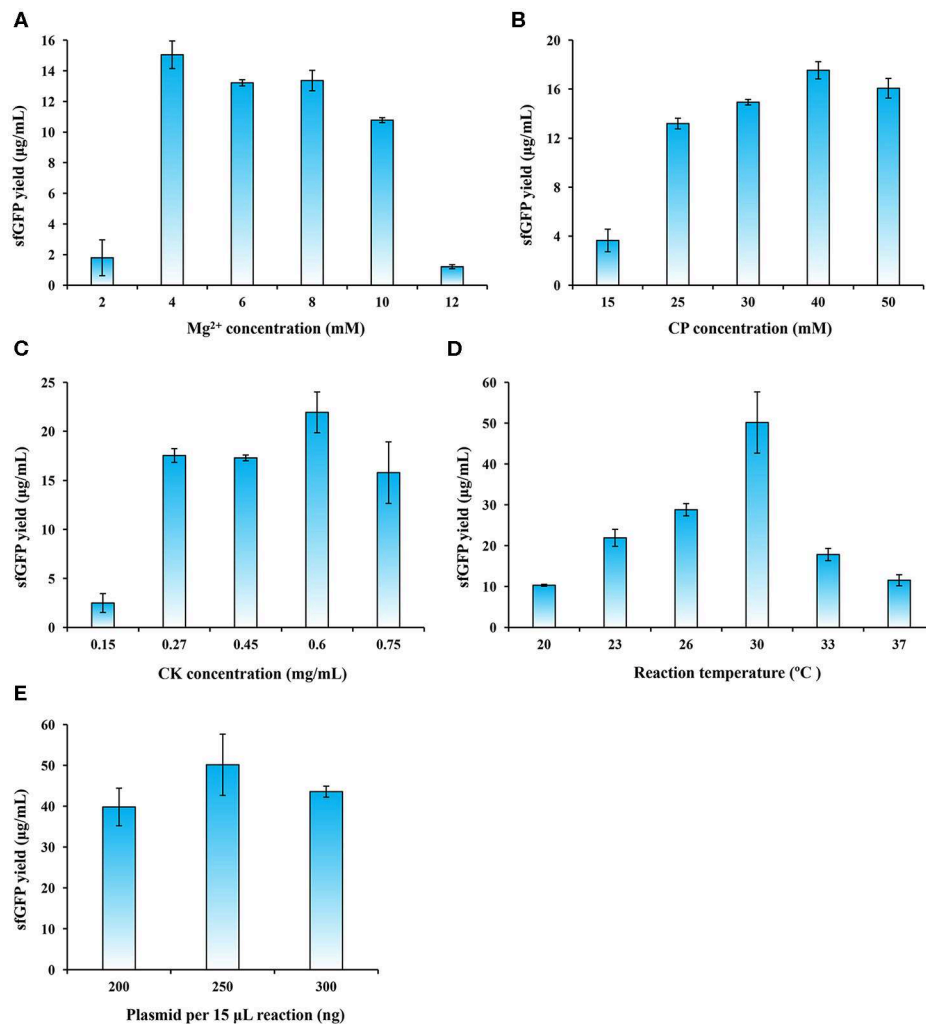 A
sfGFP yield (µg/mL)
16
14
12
10
8
6
4
2
0
2 4 6 8 10 12
Mg²⁺ concentration (mM)
B
sfGFP yield (µg/mL)
20
16
12
8
4
0
15 25 30 40 50
CP concentration (mM)
C
sfGFP yield (µg/mL)
25
20
15
10
5
0
0.15 0.27 0.45 0.6 0.75
CK concentration (mg/mL)
D
sfGFP yield (µg/mL)
60
50
40
30
20
10
0
20 23 26 30 33 37
Reaction temperature (ºC )
E
sfGFP yield (µg/mL)
60
50
40
30
20
10
0
200 250 300
Plasmid per 15 µL reaction (ng)